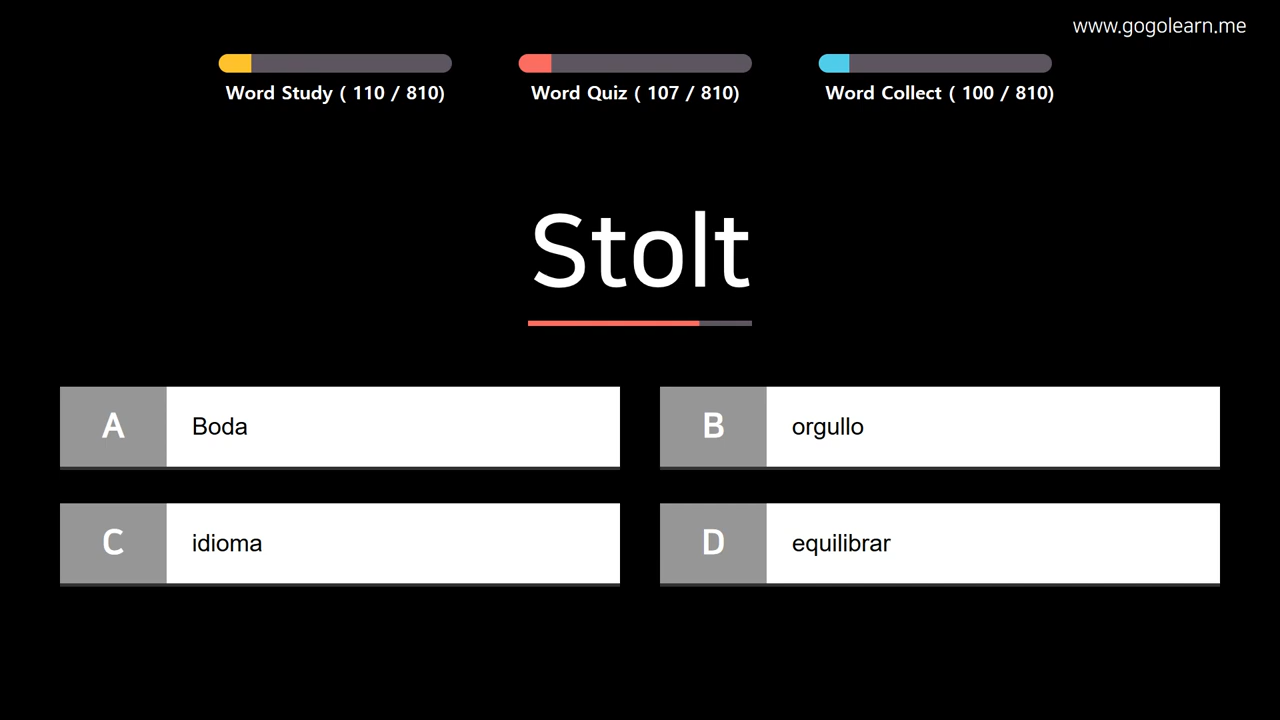 www.gogolearn.me
Word Study ( 110 / 810)
Word Quiz ( 107 / 810)
Word Collect ( 100 / 810)
Stolt
A
Boda
B
orgullo
C
idioma
D
equilibrar